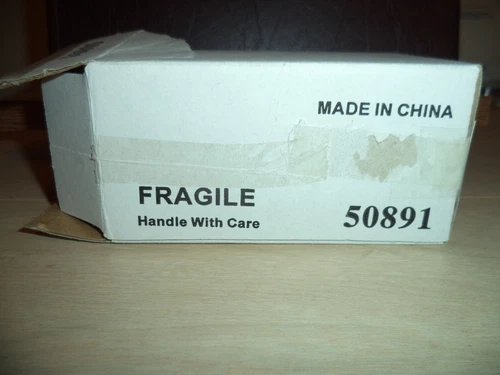 MADE IN CHINA
FRAGILE
Handle With Care
50891